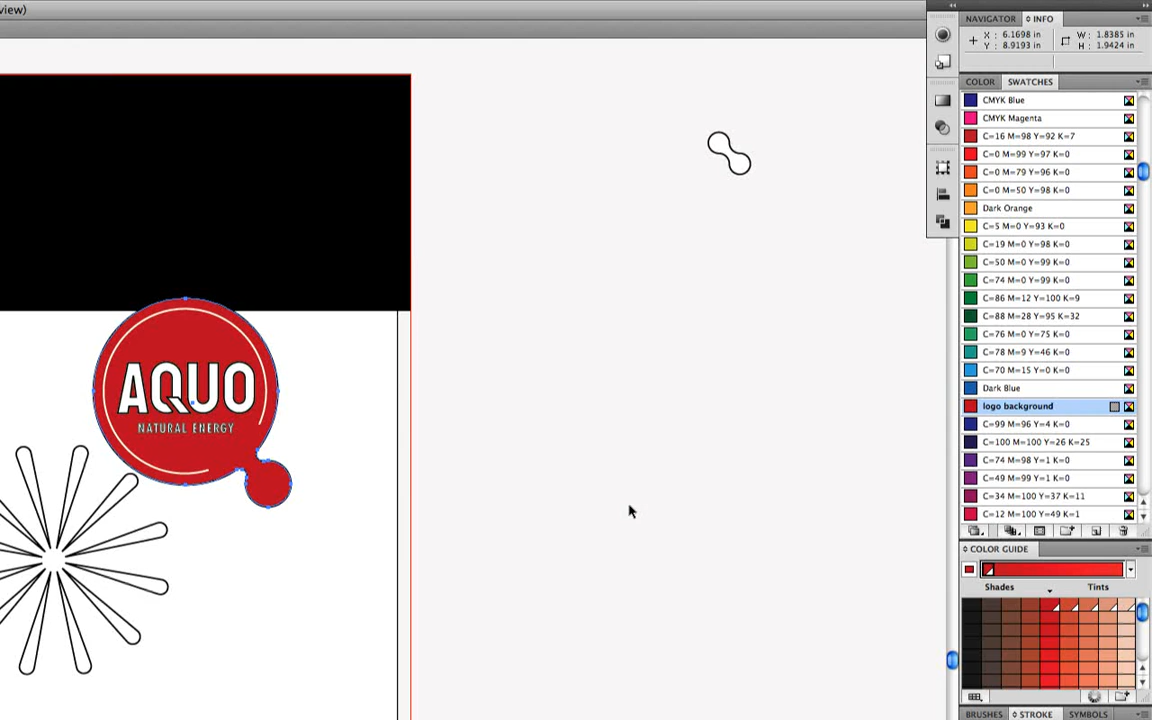 view)
NAVIGATOR INFO
X : 6.1698 in
Y : 8.9193 in
W : 1.8385 in
H : 1.9424 in
COLOR SWATCHES
CMYK Blue
CMYK Magenta
C=16 M=98 Y=92 K=7
C=0 M=99 Y=97 K=0
C=0 M=79 Y=96 K=0
C=0 M=50 Y=98 K=0
Dark Orange
C=5 M=0 Y=93 K=0
C=19 M=0 Y=98 K=0
C=50 M=0 Y=99 K=0
C=74 M=0 Y=99 K=0
C=86 M=12 Y=100 K=9
C=88 M=28 Y=95 K=32
C=76 M=0 Y=75 K=0
C=78 M=9 Y=46 K=0
C=70 M=15 Y=0 K=0
Dark Blue
logo background
C=99 M=96 Y=4 K=0
C=100 M=100 Y=26 K=25
C=74 M=98 Y=1 K=0
C=49 M=99 Y=1 K=0
C=34 M=100 Y=37 K=11
C=12 M=100 Y=49 K=1
AQUO
NATURAL ENERGY
COLOR GUIDE
Shades Tints
BRUSHES STROKE SYMBOLS